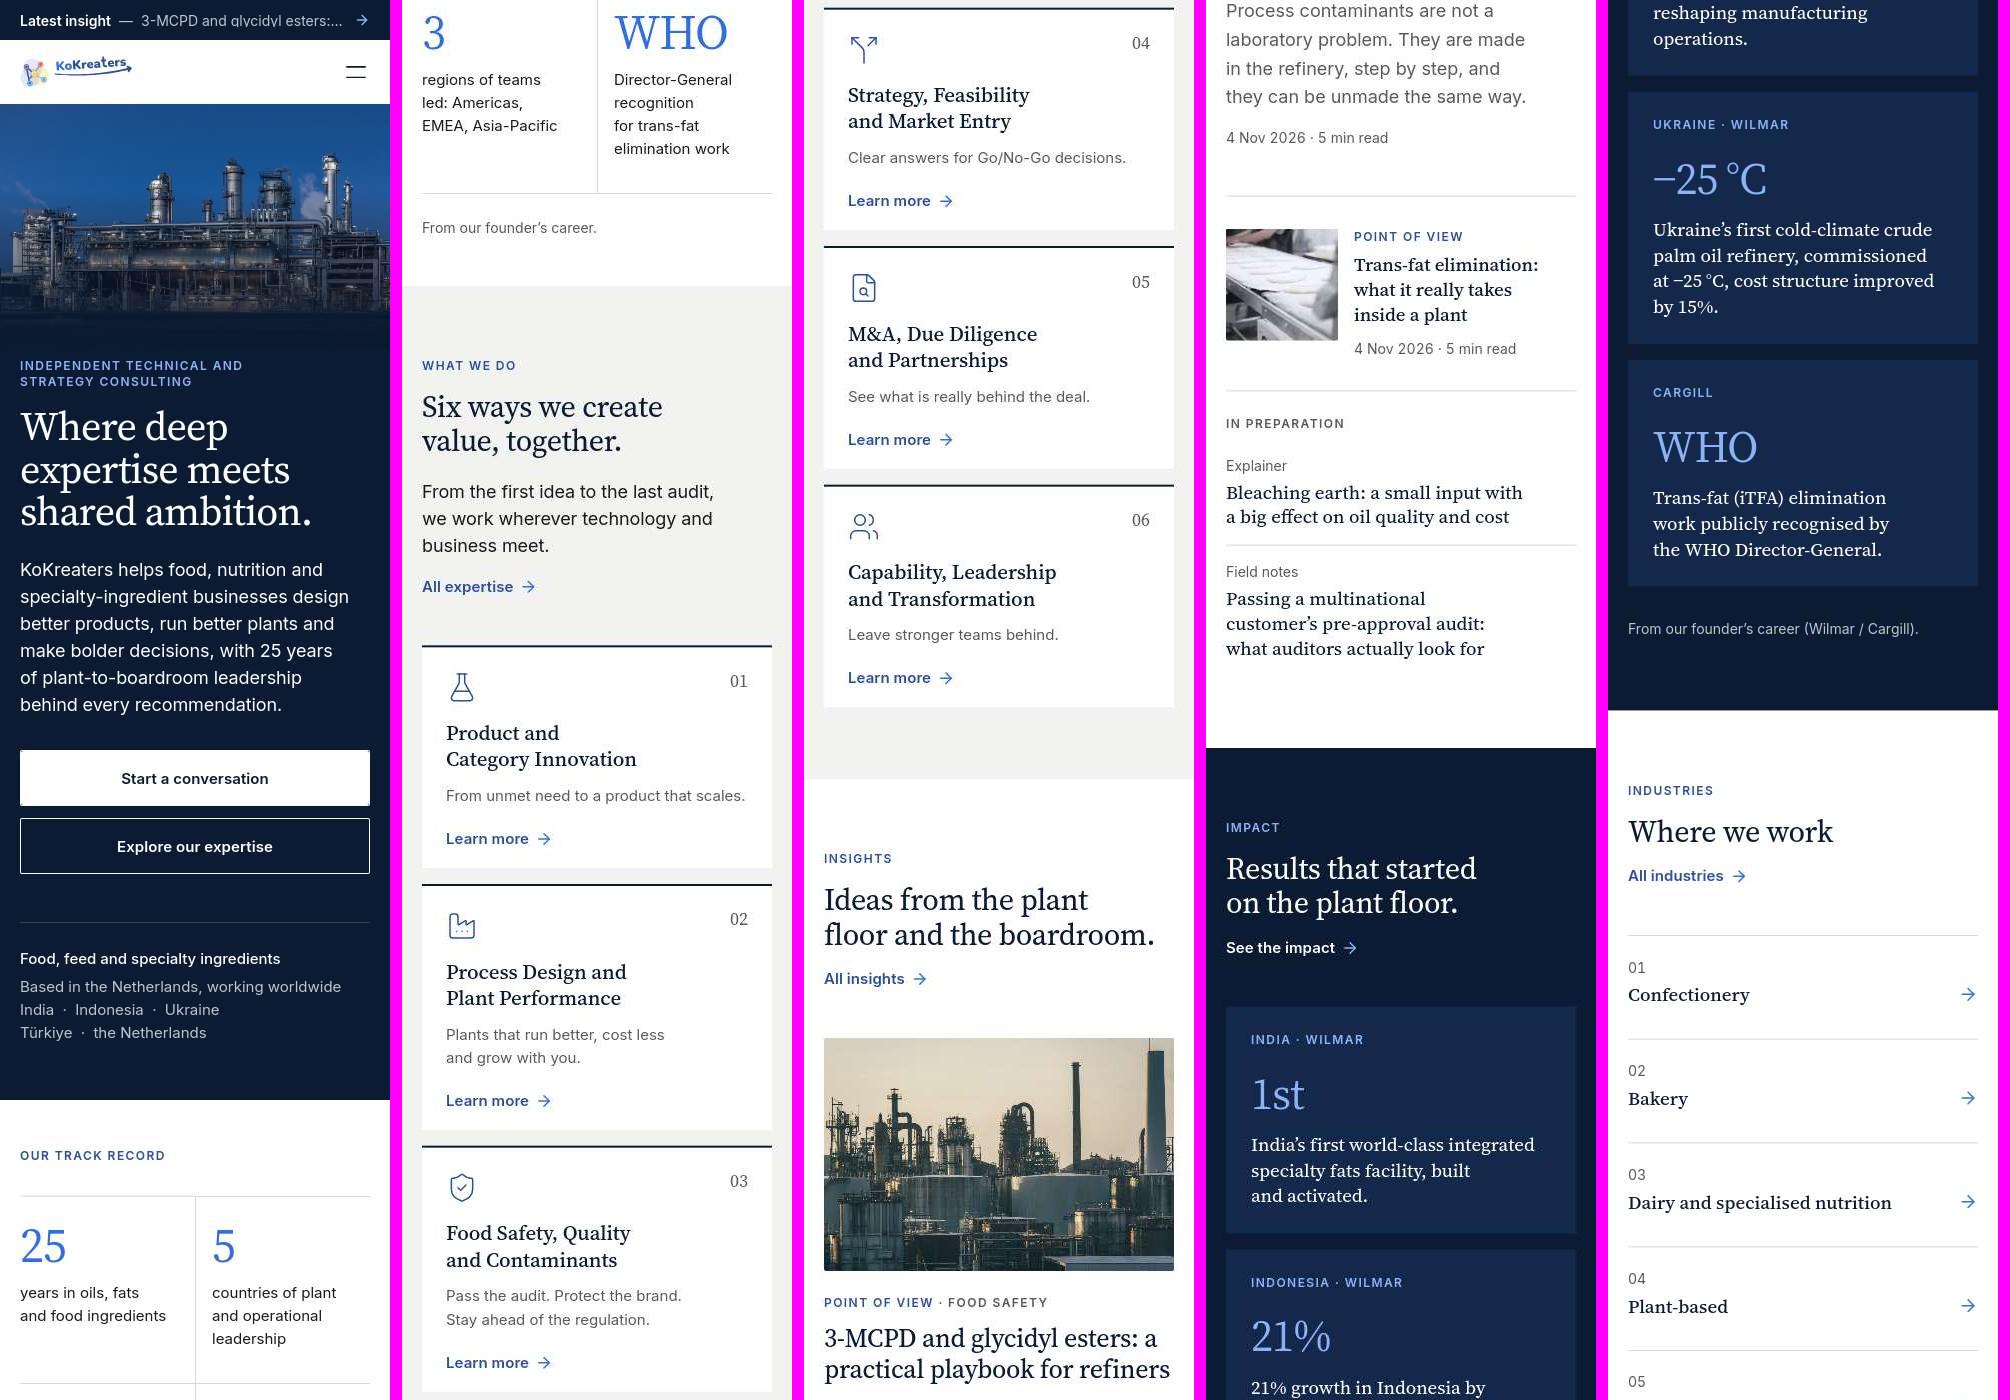 Latest insight — 3-MCPD and glycidyl esters:...
KoKreaters
INDEPENDENT TECHNICAL AND
STRATEGY CONSULTING
Where deep
expertise meets
shared ambition.
KoKreaters helps food, nutrition and
specialty-ingredient businesses design
better products, run better plants and
make bolder decisions, with 25 years
of plant-to-boardroom leadership
behind every recommendation.
Start a conversation
Explore our expertise
Food, feed and specialty ingredients
Based in the Netherlands, working worldwide
India · Indonesia · Ukraine
Türkiye · the Netherlands
OUR TRACK RECORD
25
years in oils, fats
and food ingredients
5
countries of plant
and operational
leadership
3
regions of teams
led: Americas,
EMEA, Asia-Pacific
WHO
Director-General
recognition
for trans-fat
elimination work
From our founder’s career.
WHAT WE DO
Six ways we create
value, together.
From the first idea to the last audit,
we work wherever technology and
business meet.
All expertise
01
Product and
Category Innovation
From unmet need to a product that scales.
Learn more
02
Process Design and
Plant Performance
Plants that run better, cost less
and grow with you.
Learn more
03
Food Safety, Quality
and Contaminants
Pass the audit. Protect the brand.
Stay ahead of the regulation.
Learn more
04
Strategy, Feasibility
and Market Entry
Clear answers for Go/No-Go decisions.
Learn more
05
M&A, Due Diligence
and Partnerships
See what is really behind the deal.
Learn more
06
Capability, Leadership
and Transformation
Leave stronger teams behind.
Learn more
INSIGHTS
Ideas from the plant
floor and the boardroom.
All insights
POINT OF VIEW · FOOD SAFETY
3-MCPD and glycidyl esters: a
practical playbook for refiners
Process contaminants are not a
laboratory problem. They are made
in the refinery, step by step, and
they can be unmade the same way.
4 Nov 2026 · 5 min read
POINT OF VIEW
Trans-fat elimination:
what it really takes
inside a plant
4 Nov 2026 · 5 min read
IN PREPARATION
Explainer
Bleaching earth: a small input with
a big effect on oil quality and cost
Field notes
Passing a multinational
customer’s pre-approval audit:
what auditors actually look for
IMPACT
Results that started
on the plant floor.
See the impact
INDIA · WILMAR
1st
India’s first world-class integrated
specialty fats facility, built
and activated.
INDONESIA · WILMAR
21%
21% growth in Indonesia by
reshaping manufacturing
operations.
UKRAINE · WILMAR
−25 °C
Ukraine’s first cold-climate crude
palm oil refinery, commissioned
at −25 °C, cost structure improved
by 15%.
CARGILL
WHO
Trans-fat (iTFA) elimination
work publicly recognised by
the WHO Director-General.
From our founder’s career (Wilmar / Cargill).
INDUSTRIES
Where we work
All industries
01
Confectionery
02
Bakery
03
Dairy and specialised nutrition
04
Plant-based
05